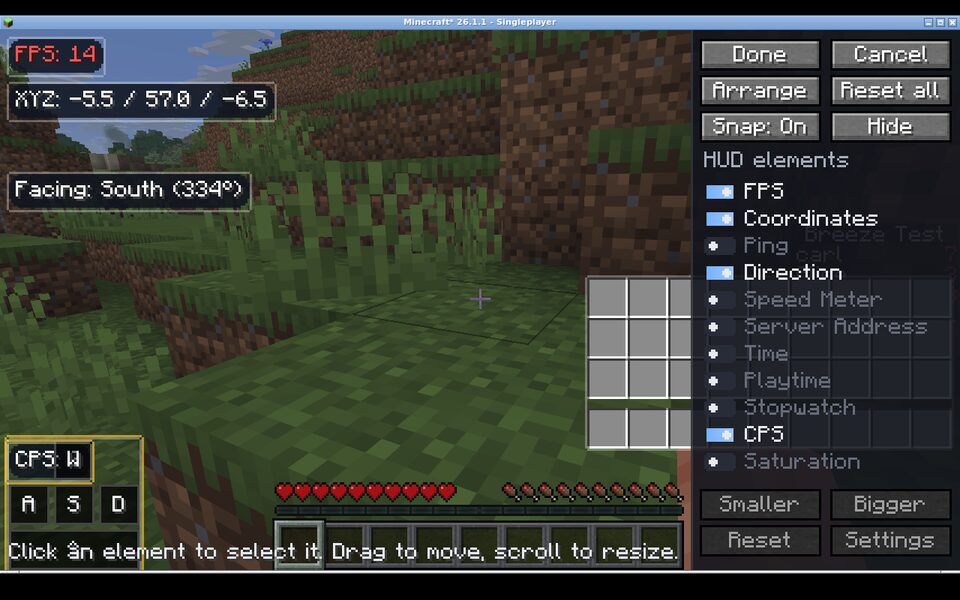 Minecraft* 26.1.1 - Singleplayer
FPS: 14
XYZ: -5.5 / 57.0 / -6.5
Facing: South (334°)
Done
Cancel
Arrange
Reset all
Snap: On
Hide
HUD elements
FPS
Coordinates
Breeze Test
Ping
carl
Direction
Speed Meter
Server Address
Time
Playtime
Stopwatch
CPS
Saturation
CPS W
A S D
Smaller
Bigger
Reset
Settings
Click an element to select it. Drag to move, scroll to resize.